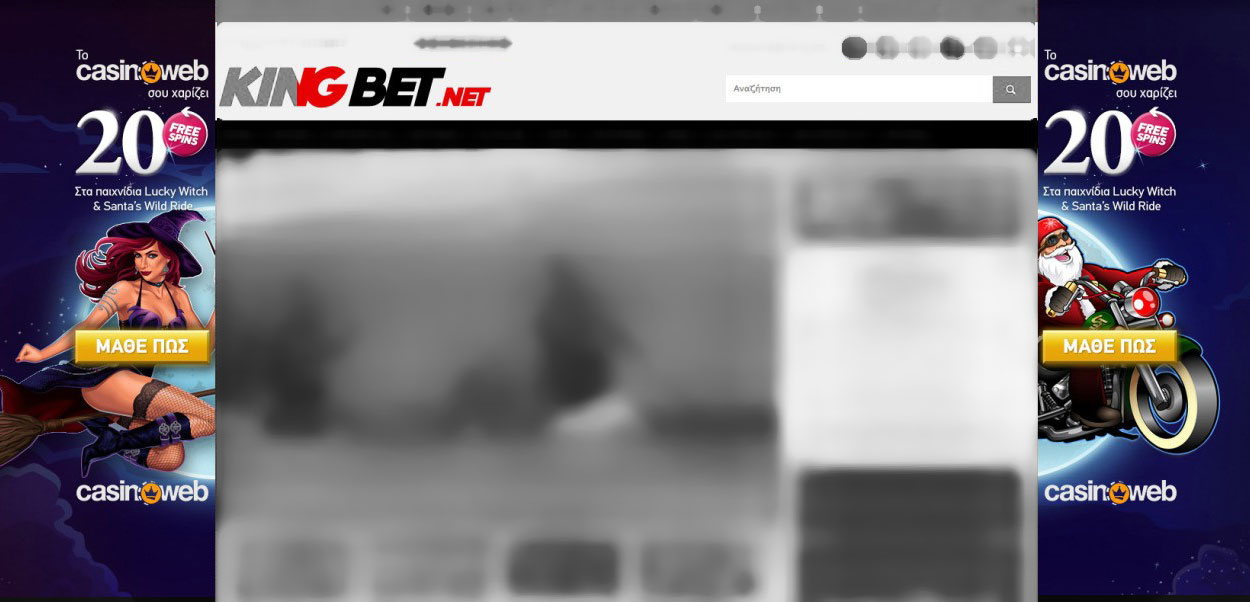 Το
casinoweb
σου χαρίζει
20
FREE
SPINS
Στα παιχνίδια Lucky Witch
& Santa's Wild Ride
ΜΑΘΕ ΠΩΣ
casinoweb
KINGBET.NET
Αναζήτηση
Το
casinoweb
σου χαρίζει
20
FREE
SPINS
Στα παιχνίδια Lucky Witch
& Santa's Wild Ride
ΜΑΘΕ ΠΩΣ
casinoweb